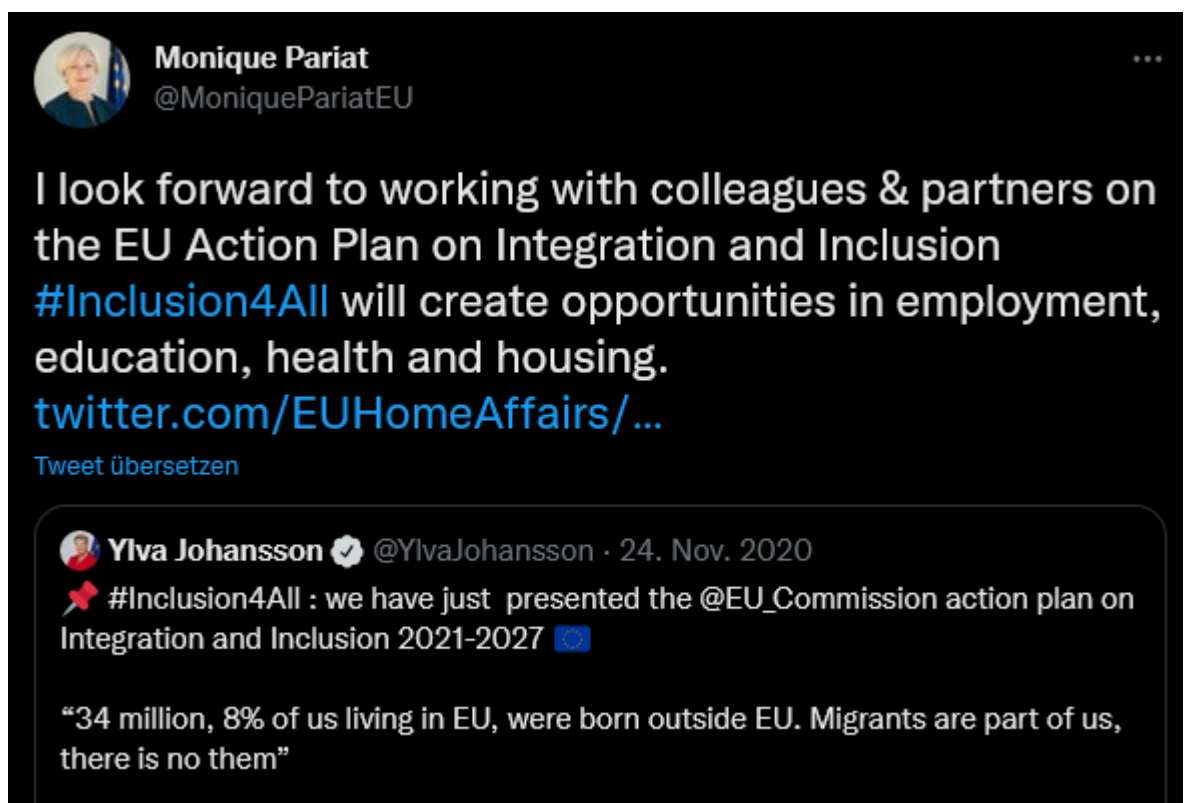 Monique Pariat
@MoniquePariatEU
I look forward to working with colleagues & partners on
the EU Action Plan on Integration and Inclusion
#Inclusion4All will create opportunities in employment,
education, health and housing.
twitter.com/EUHomeAffairs/…
Tweet übersetzen
Ylva Johansson @YlvaJohansson · 24. Nov. 2020
📌 #Inclusion4All : we have just presented the @EU_Commission action plan on
Integration and Inclusion 2021-2027 🇪🇺
“34 million, 8% of us living in EU, were born outside EU. Migrants are part of us,
there is no them”